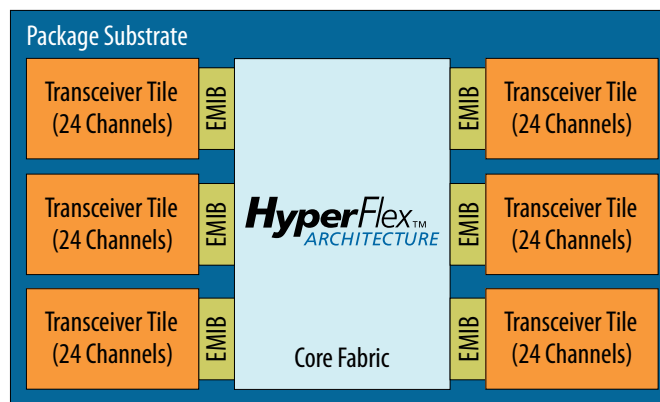 Package Substrate
Transceiver Tile
(24 Channels)
EMIB
EMIB
Transceiver Tile
(24 Channels)
Transceiver Tile
(24 Channels)
EMIB
HyperFlex™
ARCHITECTURE
EMIB
Transceiver Tile
(24 Channels)
Transceiver Tile
(24 Channels)
EMIB
Core Fabric
EMIB
Transceiver Tile
(24 Channels)